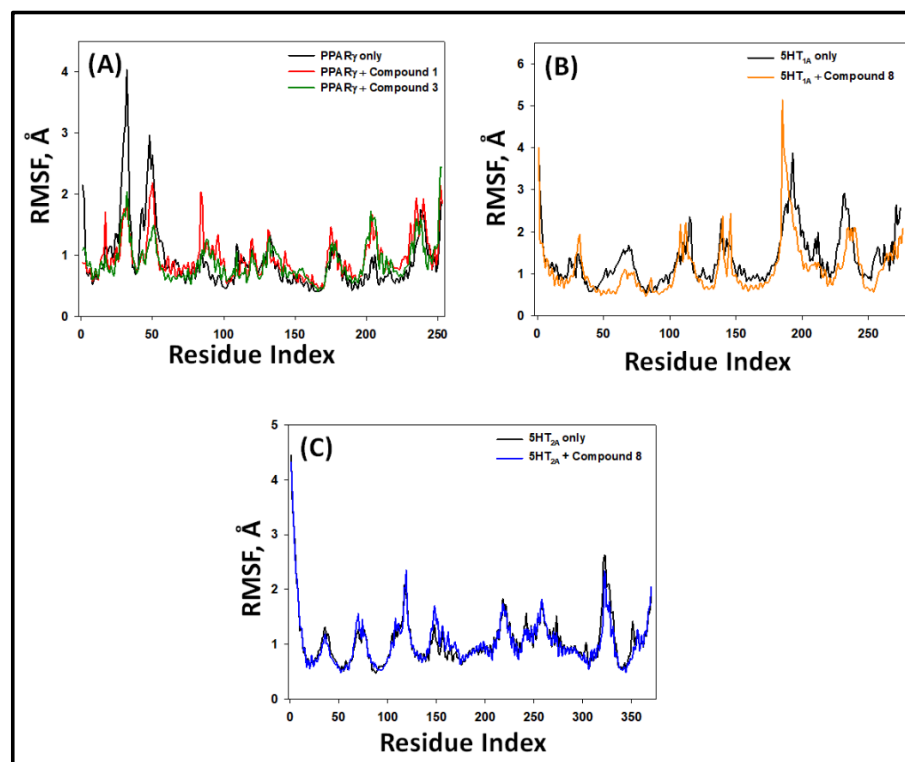 (A)
PPARγ only
PPARγ + Compound 1
PPARγ + Compound 3
RMSF, Å
4
3
2
1
0
0 50 100 150 200 250
Residue Index
(B)
5HT1A only
5HT1A + Compound 8
RMSF, Å
6
5
4
3
2
1
0
0 50 100 150 200 250
Residue Index
(C)
5HT2A only
5HT2A + Compound 8
RMSF, Å
5
4
3
2
1
0
0 50 100 150 200 250 300 350
Residue Index